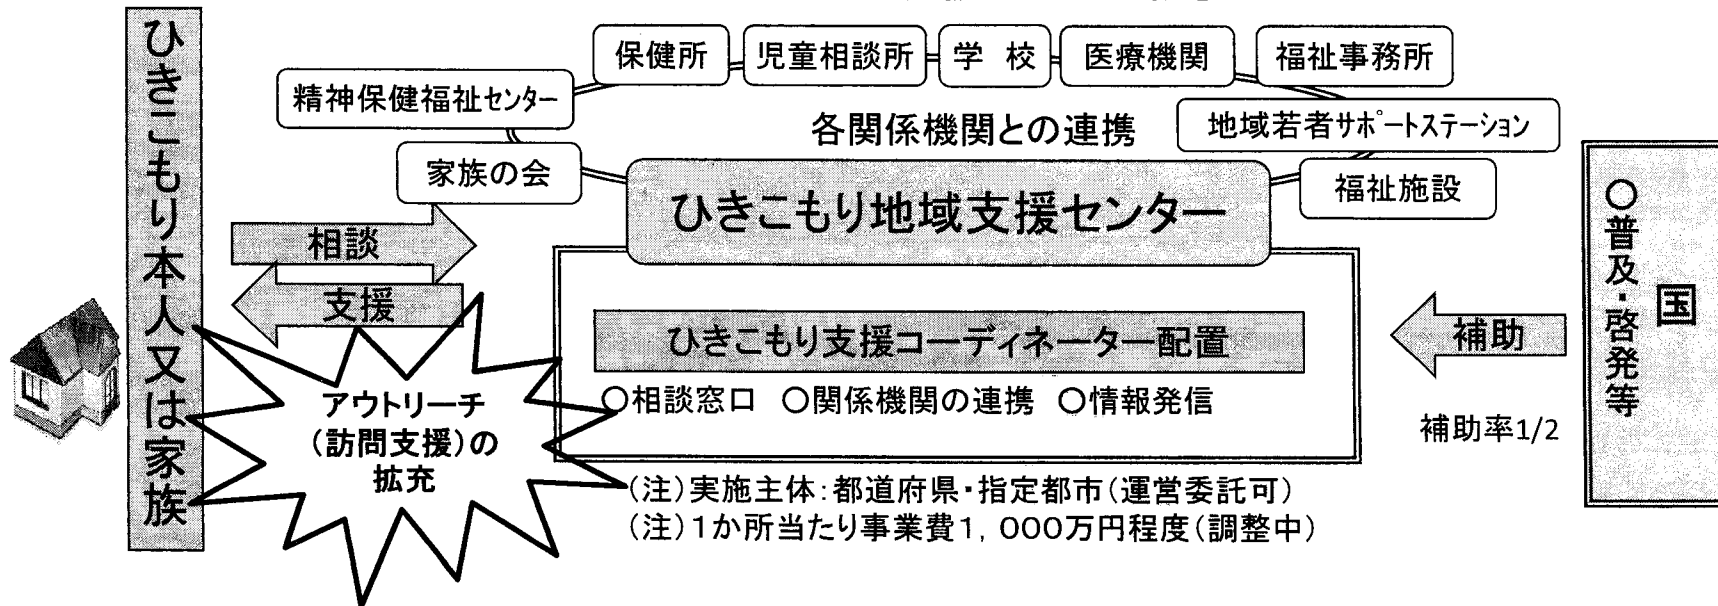 保健所
児童相談所
学 校
医療機関
福祉事務所
精神保健福祉センター
各関係機関との連携
地域若者サポートステーション
家族の会
福祉施設
ひきこもり地域支援センター
ひきこもり本人又は家族
相談
支援
ひきこもり支援コーディネーター配置
○相談窓口 ○関係機関の連携 ○情報発信
アウトリーチ
(訪問支援)の
拡充
補助
補助率1/2
国
○普及・啓発等
(注)実施主体:都道府県・指定都市(運営委託可)
(注)1か所当たり事業費1,000万円程度(調整中)